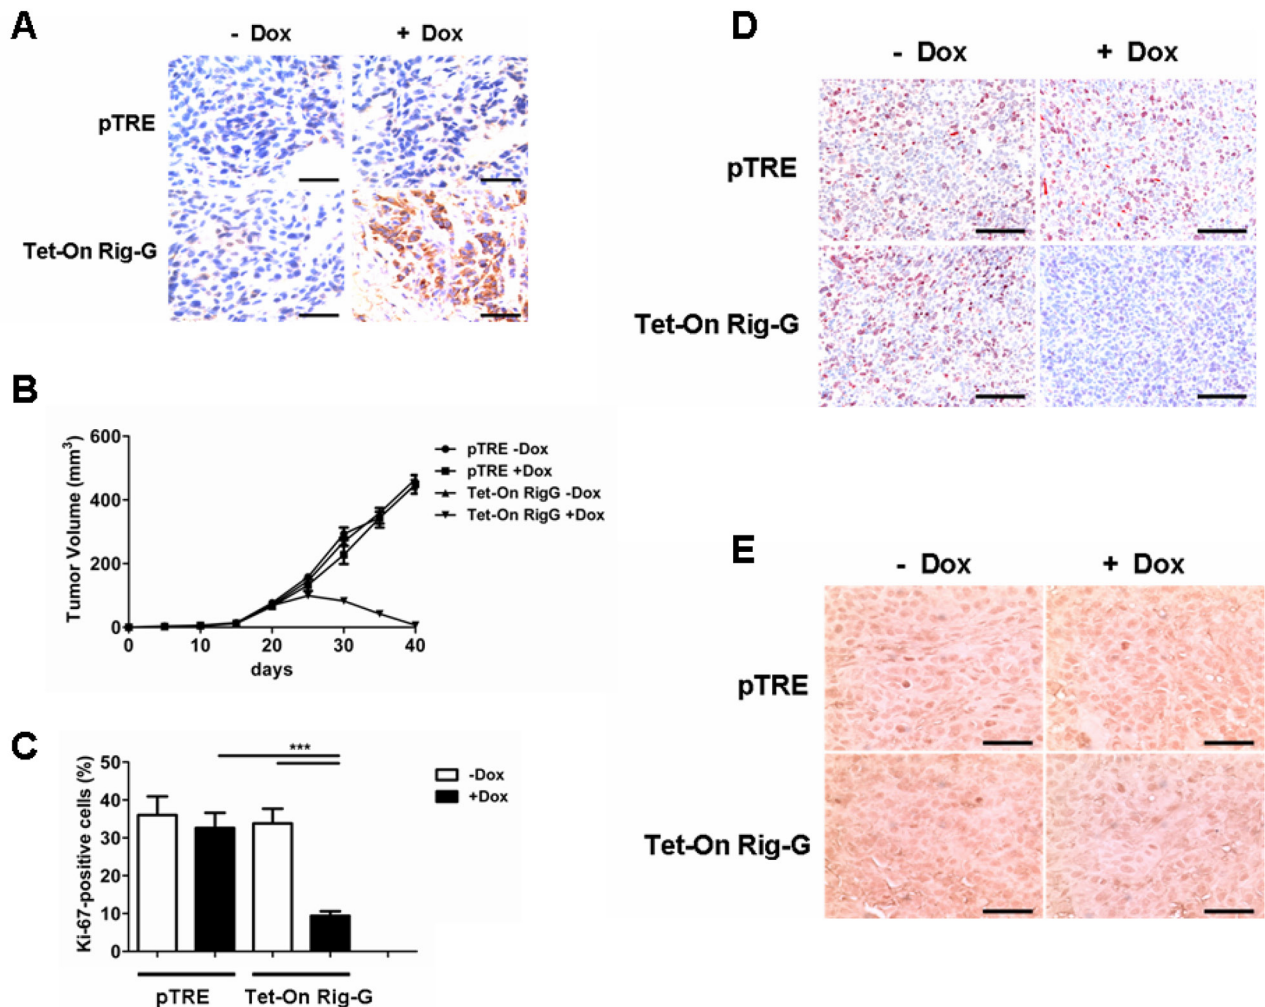 A
- Dox + Dox
pTRE
Tet-On Rig-G
B
Tumor Volume (mm³)
600
400
200
0
0 10 20 30 40
days
pTRE -Dox
pTRE +Dox
Tet-On RigG -Dox
Tet-On RigG +Dox
C
Ki-67-positive cells (%)
50
40
30
20
10
0
***
-Dox
+Dox
pTRE Tet-On Rig-G
D
- Dox + Dox
pTRE
Tet-On Rig-G
E
- Dox + Dox
pTRE
Tet-On Rig-G